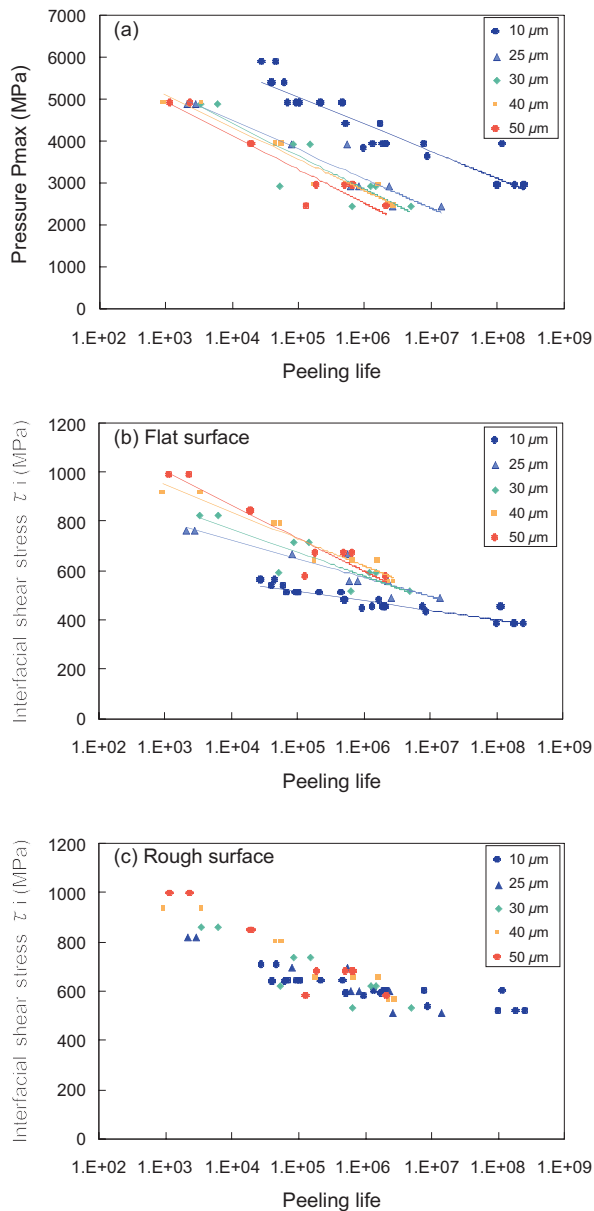 (a)
Pressure Pmax (MPa)
7000
6000
5000
4000
3000
2000
1000
0
10 µm
25 µm
30 µm
40 µm
50 µm
1.E+02 1.E+03 1.E+04 1.E+05 1.E+06 1.E+07 1.E+08 1.E+09
Peeling life
(b) Flat surface
Interfacial shear stress τ i (MPa)
1200
1000
800
600
400
200
0
10 µm
25 µm
30 µm
40 µm
50 µm
1.E+02 1.E+03 1.E+04 1.E+05 1.E+06 1.E+07 1.E+08 1.E+09
Peeling life
(c) Rough surface
Interfacial shear stress τ i (MPa)
1200
1000
800
600
400
200
0
10 µm
25 µm
30 µm
40 µm
50 µm
1.E+02 1.E+03 1.E+04 1.E+05 1.E+06 1.E+07 1.E+08 1.E+09
Peeling life